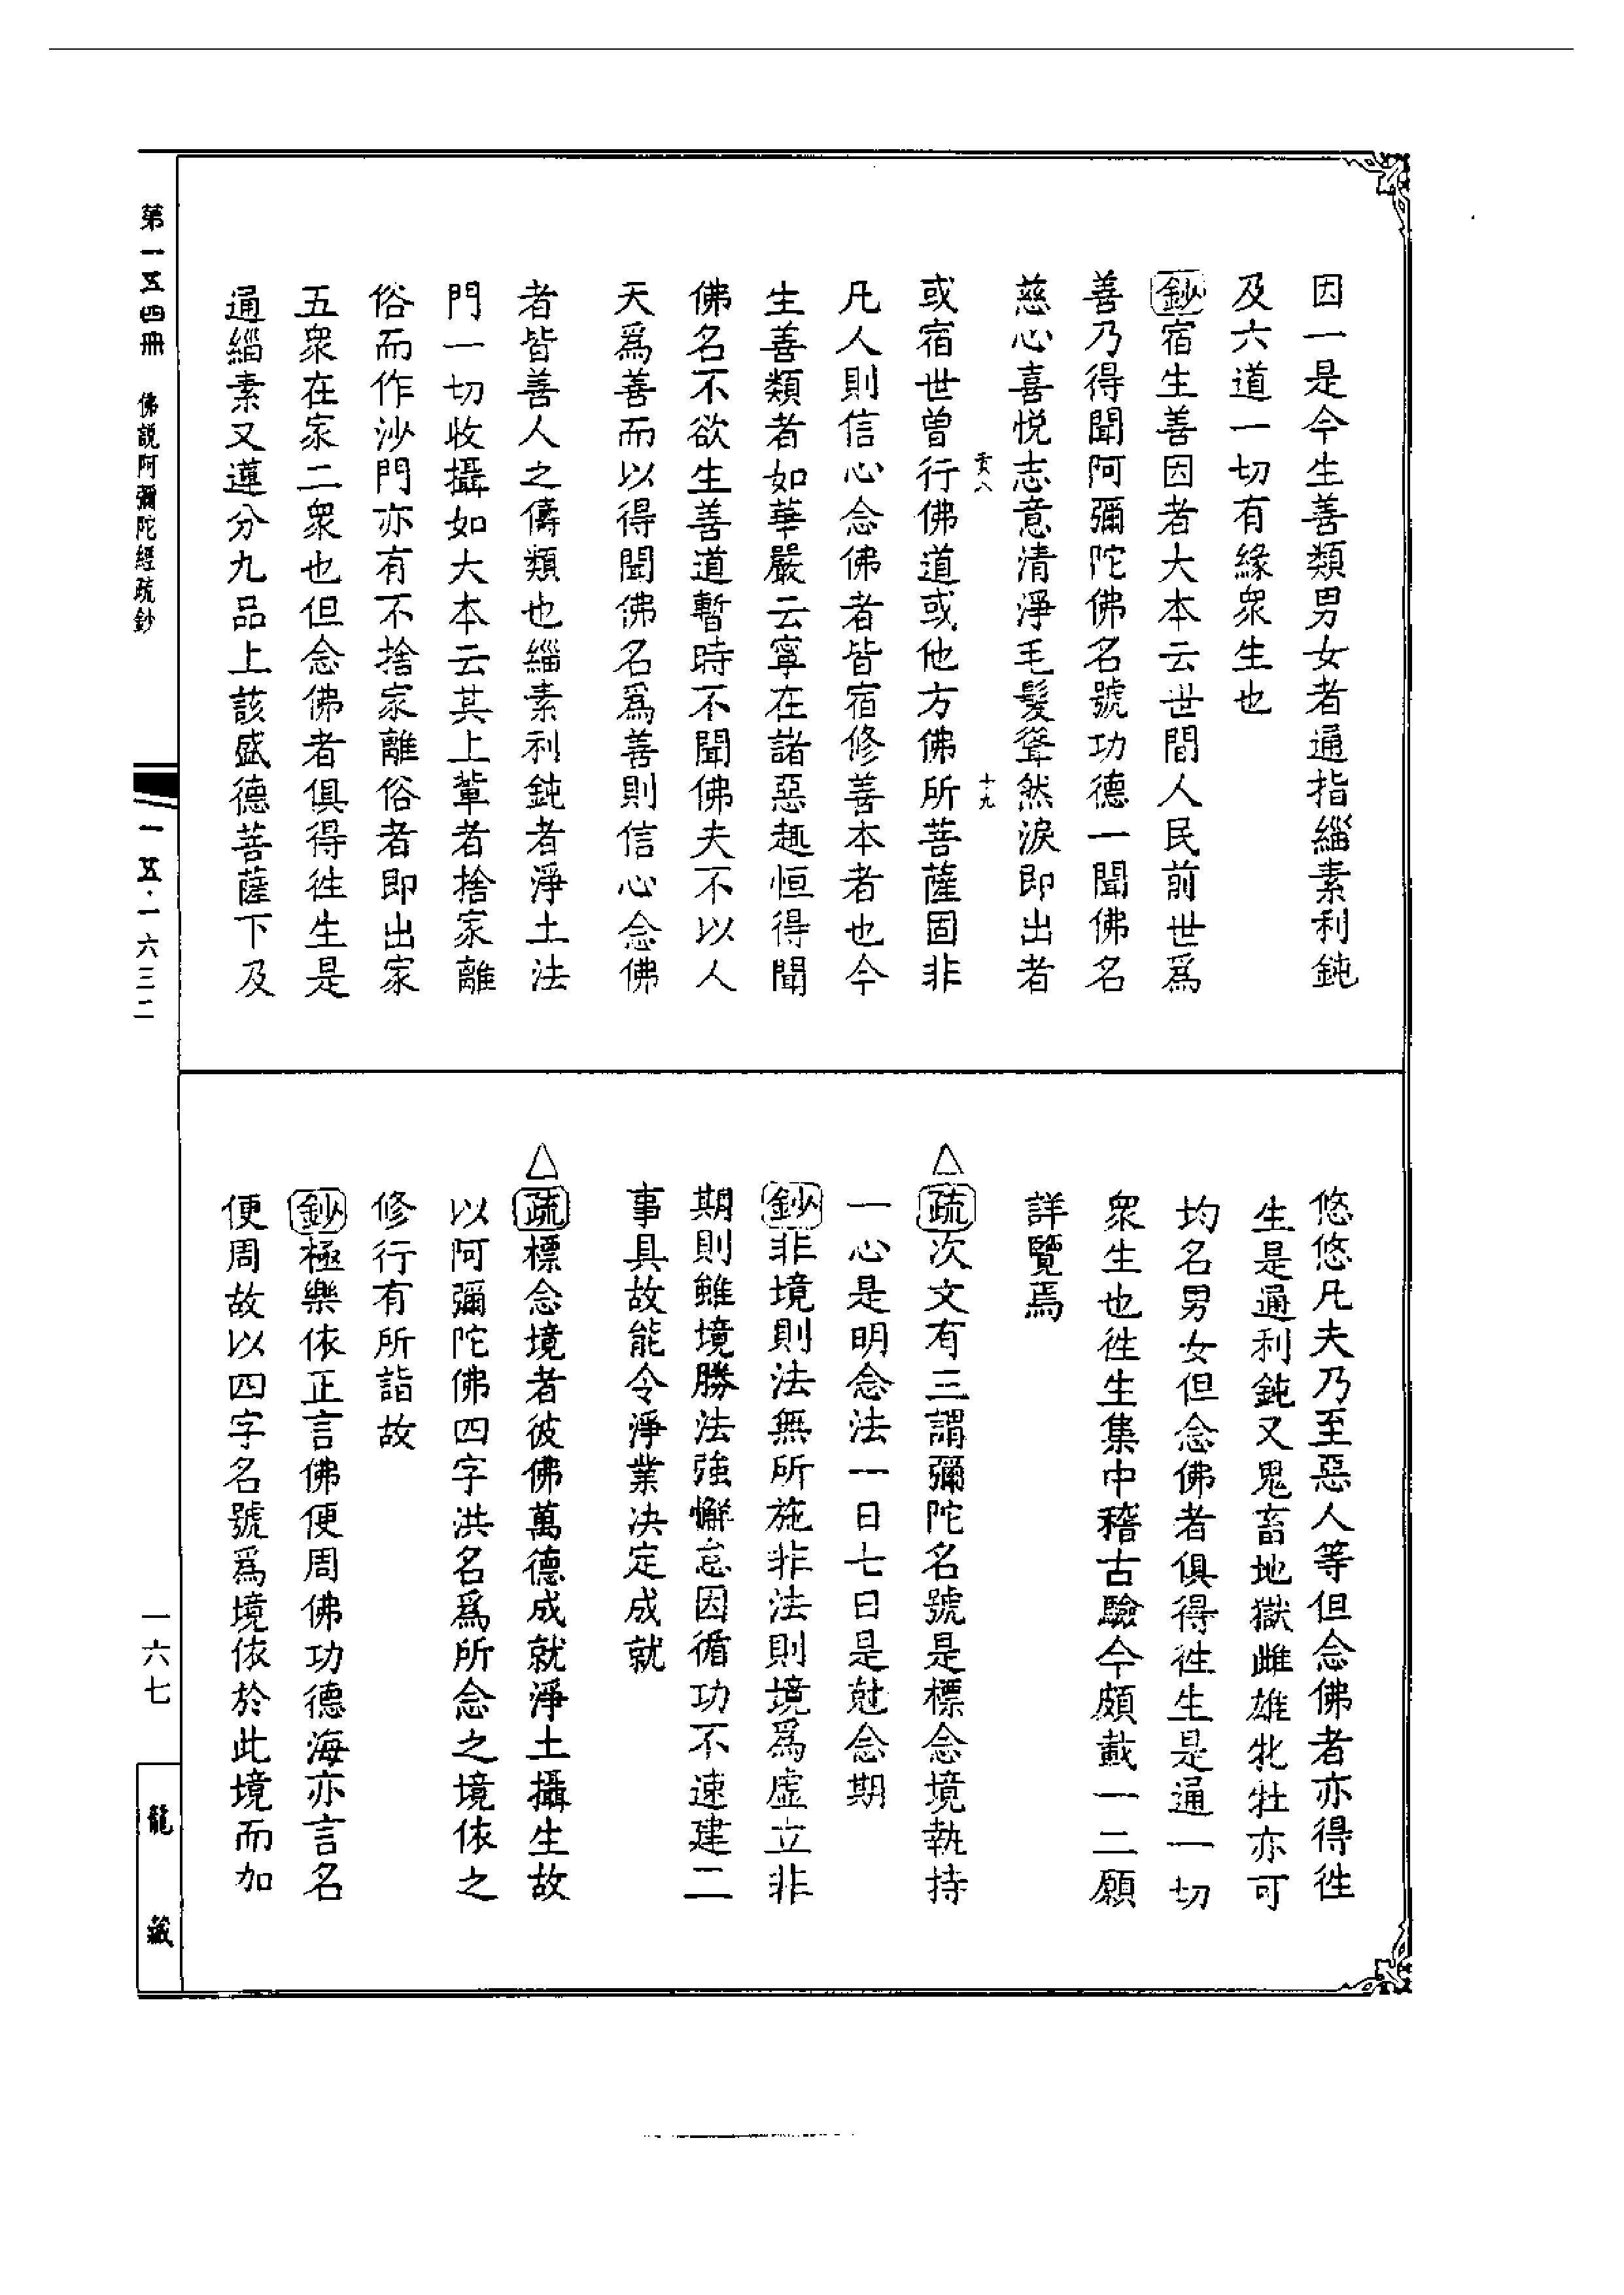 因一是今生善類男女者通指緇素利鈍
及六道一切有緣衆生也
鈔宿生善因者大本云世間人民前世爲
善乃得聞阿彌陀佛名號功德一聞佛名
慈心喜悅志意清淨毛髮聳然淚即出者
十九
或宿世曾行佛道或他方佛所菩薩固非
凡人則信心念佛者皆宿修善本者也今
生善類者如華嚴云寧在諸惡趣恒得聞
佛名不欲生善道暫時不聞佛夫不以人
天爲善而以得聞佛名爲善則信心念佛
者皆善人之儔類也緇素利鈍者淨土法
門一切收攝如大本云其上輩者捨家離
俗而作沙門亦有不捨家離俗者即出家
五衆在家二衆也但念佛者俱得徃生是
通緇素又蓮分九品上該盛德菩薩下及
悠悠凡夫乃至惡人等但念佛者亦得徃
生是通利鈍又鬼畜地獄雌雄牝牡亦可
均名男女但念佛者俱得徃生是通一切
衆生也徃生集中稽古驗今頗載一二願
詳覽焉
△疏次文有三謂彌陀名號是標念境執持
一心是明念法一日七日是尅念期
鈔非境則法無所施非法則境爲虛立非
期則雖境勝法強懈怠因循功不速建二
事具故能令淨業決定成就
△疏標念境者彼佛萬德成就淨土攝生故
以阿彌陀佛四字洪名爲所念之境依之
修行有所詣故
鈔極樂依正言佛便周佛功德海亦言名
便周故以四字名號爲境依於此境而加
第一五四冊 佛説阿彌陀經疏鈔
一五·一六三二
一六七
龍藏